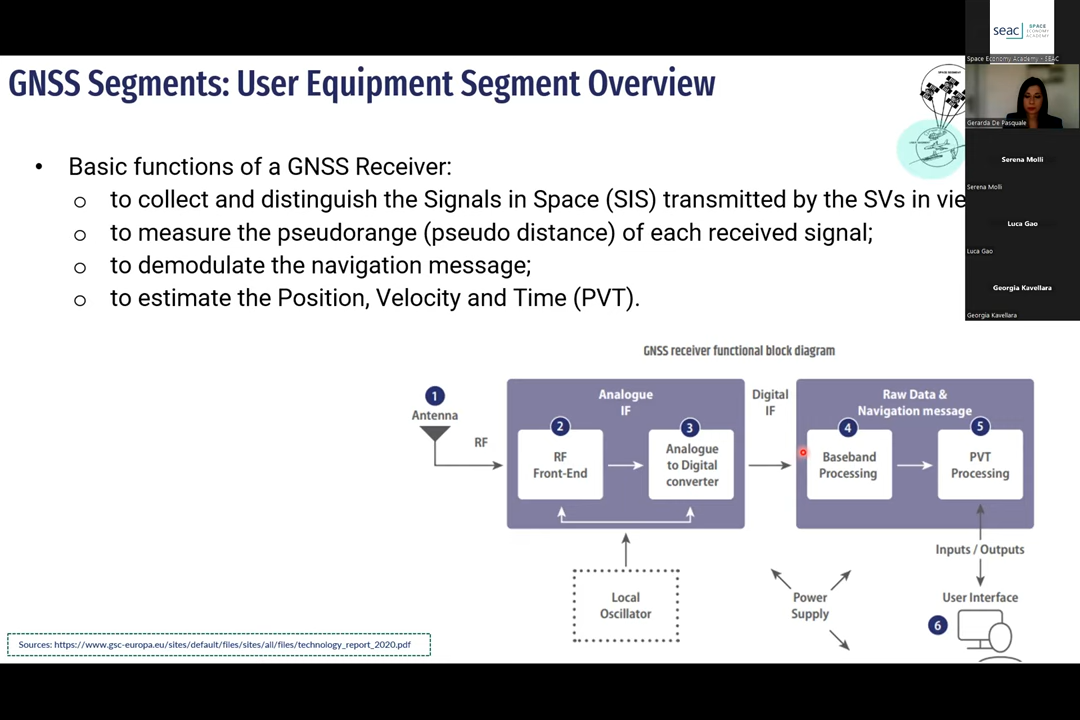 GNSS Segments: User Equipment Segment Overview
• Basic functions of a GNSS Receiver:
o to collect and distinguish the Signals in Space (SIS) transmitted by the SVs in vie
o to measure the pseudorange (pseudo distance) of each received signal;
o to demodulate the navigation message;
o to estimate the Position, Velocity and Time (PVT).
seac
SPACE
ECONOMY
ACADEMY
Space Economy Academy - SEAC
Gerarda De Pasquale
Serena Molli
Serena Molli
Luca Gao
Luca Gao
Georgia Kavellara
Georgia Kavellara
GNSS receiver functional block diagram
1
Antenna
RF
Analogue
IF
2
RF
Front-End
3
Analogue
to Digital
converter
Digital
IF
Raw Data &
Navigation message
4
Baseband
Processing
5
PVT
Processing
Local
Oscillator
Power
Supply
Inputs / Outputs
User Interface
6
Sources: https://www.gsc-europa.eu/sites/default/files/sites/all/files/technology_report_2020.pdf